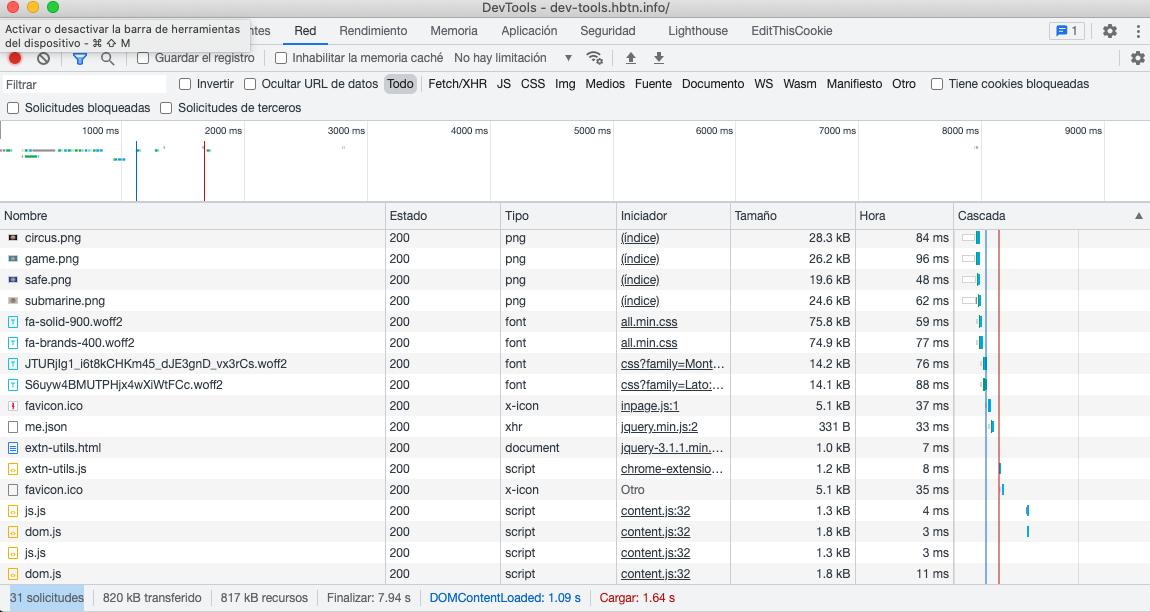 DevTools - dev-tools.hbtn.info/
Activar o desactivar la barra de herramientas
del dispositivo - ⌘ ⇧ M
ntes Red Rendimiento Memoria Aplicación Seguridad Lighthouse EditThisCookie 1
Guardar el registro Inhabilitar la memoria caché No hay limitación
Filtrar Invertir Ocultar URL de datos Todo Fetch/XHR JS CSS Img Medios Fuente Documento WS Wasm Manifiesto Otro Tiene cookies bloqueadas
Solicitudes bloqueadas Solicitudes de terceros
1000 ms 2000 ms 3000 ms 4000 ms 5000 ms 6000 ms 7000 ms 8000 ms 9000 ms
Nombre Estado Tipo Iniciador Tamaño Hora Cascada
circus.png 200 png (índice) 28.3 kB 84 ms
game.png 200 png (índice) 26.2 kB 96 ms
safe.png 200 png (índice) 19.6 kB 48 ms
submarine.png 200 png (índice) 24.6 kB 62 ms
fa-solid-900.woff2 200 font all.min.css 75.8 kB 59 ms
fa-brands-400.woff2 200 font all.min.css 74.9 kB 77 ms
JTURjIg1_i6t8kCHKm45_dJE3gnD_vx3rCs.woff2 200 font css?family=Mont... 14.2 kB 76 ms
S6uyw4BMUTPHjx4wXiWtFCc.woff2 200 font css?family=Lato:... 14.1 kB 88 ms
favicon.ico 200 x-icon inpage.js:1 5.1 kB 37 ms
me.json 200 xhr jquery.min.js:2 331 B 33 ms
extn-utils.html 200 document jquery-3.1.1.min.... 1.0 kB 7 ms
extn-utils.js 200 script chrome-extensio... 1.2 kB 8 ms
favicon.ico 200 x-icon Otro 5.1 kB 35 ms
js.js 200 script content.js:32 1.3 kB 4 ms
dom.js 200 script content.js:32 1.8 kB 3 ms
js.js 200 script content.js:32 1.3 kB 3 ms
dom.js 200 script content.js:32 1.8 kB 11 ms
31 solicitudes 820 kB transferido 817 kB recursos Finalizar: 7.94 s DOMContentLoaded: 1.09 s Cargar: 1.64 s